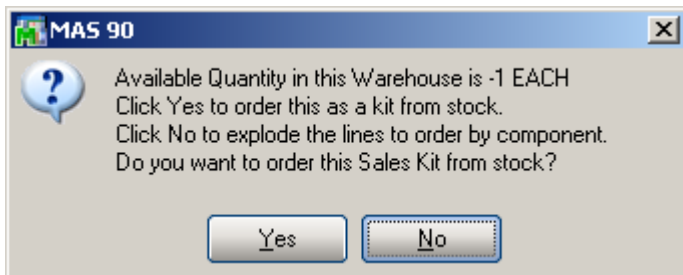 MAS 90
Available Quantity in this Warehouse is -1 EACH
Click Yes to order this as a kit from stock.
Click No to explode the lines to order by component.
Do you want to order this Sales Kit from stock?
Yes
No